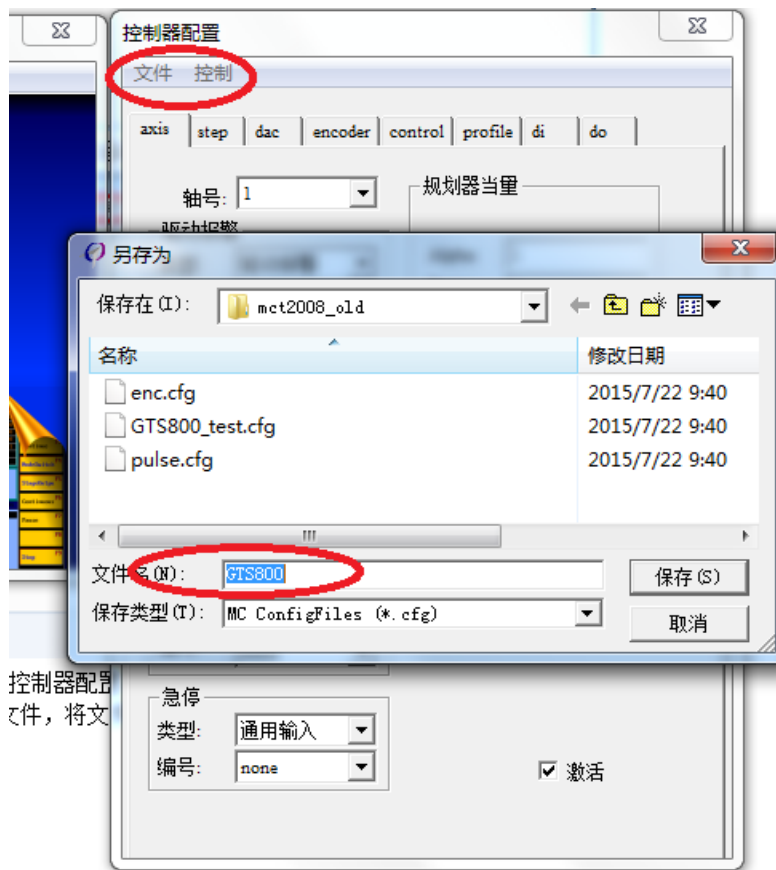 控制器配置
文件 控制
axis step dac encoder control profile di do
轴号: 1
规划器当量
驱动报警
另存为
保存在(I): mct2008_old
名称 修改日期
enc.cfg 2015/7/22 9:40
GTS800_test.cfg 2015/7/22 9:40
pulse.cfg 2015/7/22 9:40
文件名(N): GTS800 保存(S)
保存类型(T): MC ConfigFiles (*.cfg) 取消
控制器配置
文件，将文
急停
类型: 通用输入
编号: none
激活